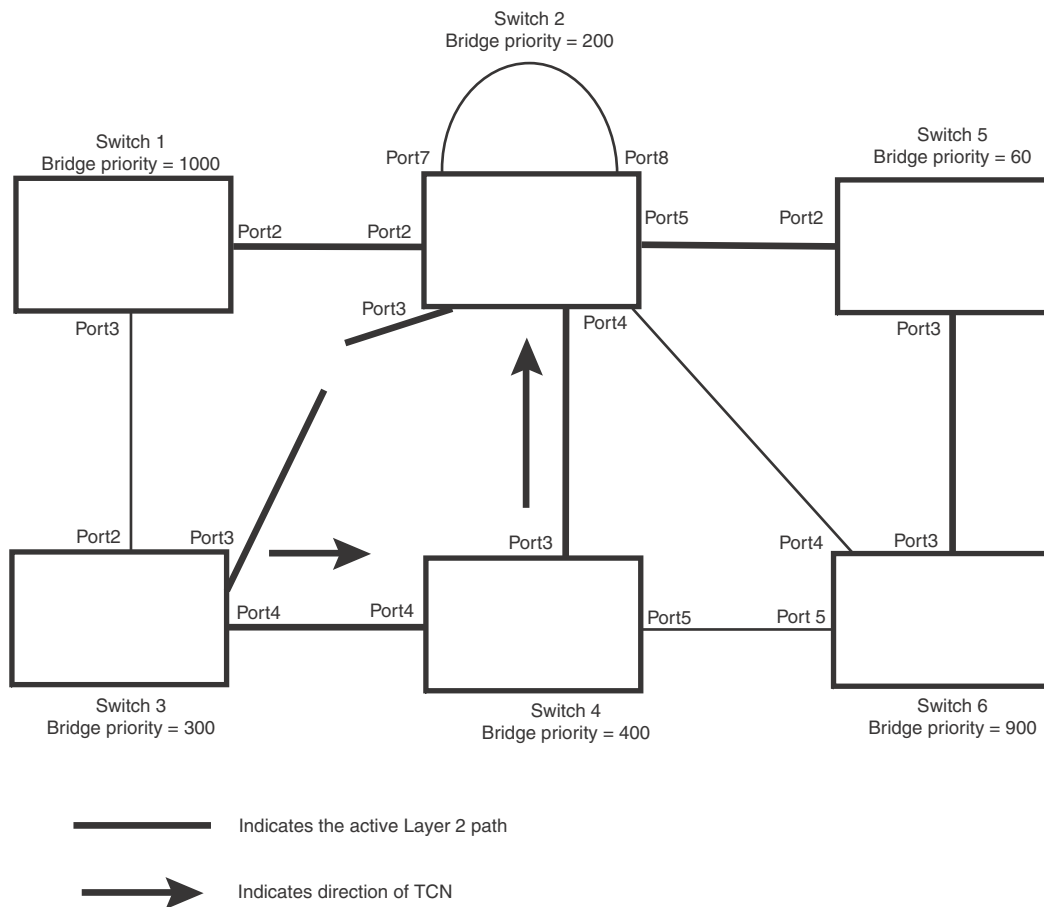 Switch 2
Bridge priority = 200
Switch 1
Bridge priority = 1000
Switch 5
Bridge priority = 60
Port7
Port8
Port2
Port2
Port5
Port2
Port3
Port3
Port4
Port3
Port2
Port3
Port3
Port4
Port3
Port4
Port4
Port5
Port 5
Switch 3
Bridge priority = 300
Switch 4
Bridge priority = 400
Switch 6
Bridge priority = 900
Indicates the active Layer 2 path
Indicates direction of TCN